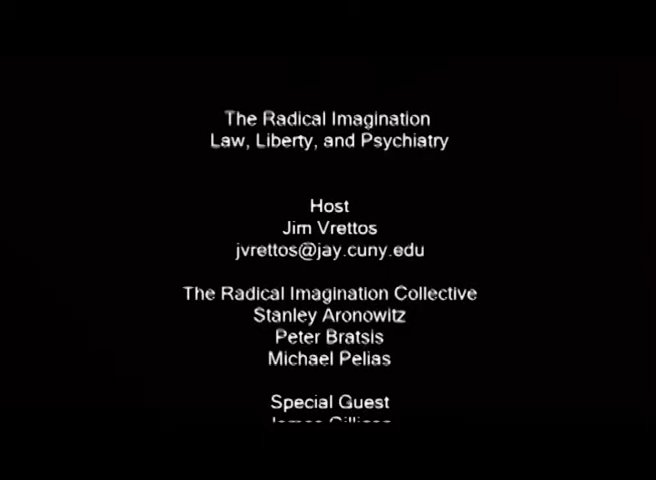 The Radical Imagination
Law, Liberty, and Psychiatry
Host
Jim Vrettos
jvrettos@jay.cuny.edu
The Radical Imagination Collective
Stanley Aronowitz
Peter Bratsis
Michael Pelias
Special Guest
James